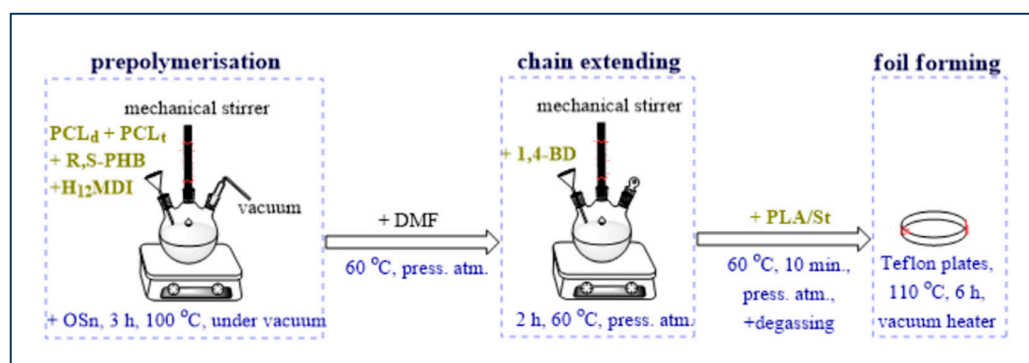 prepolymerisation
mechanical stirrer
PCLd + PCLt
+ R,S-PHB
+H12MDI
vacuum
+ OSn, 3 h, 100 °C, under vacuum
+ DMF
60 °C, press. atm.
chain extending
mechanical stirrer
+ 1,4-BD
2 h, 60 °C, press. atm.
+ PLA/St
60 °C, 10 min.,
press. atm.,
+degassing
foil forming
Teflon plates,
110 °C, 6 h,
vacuum heater